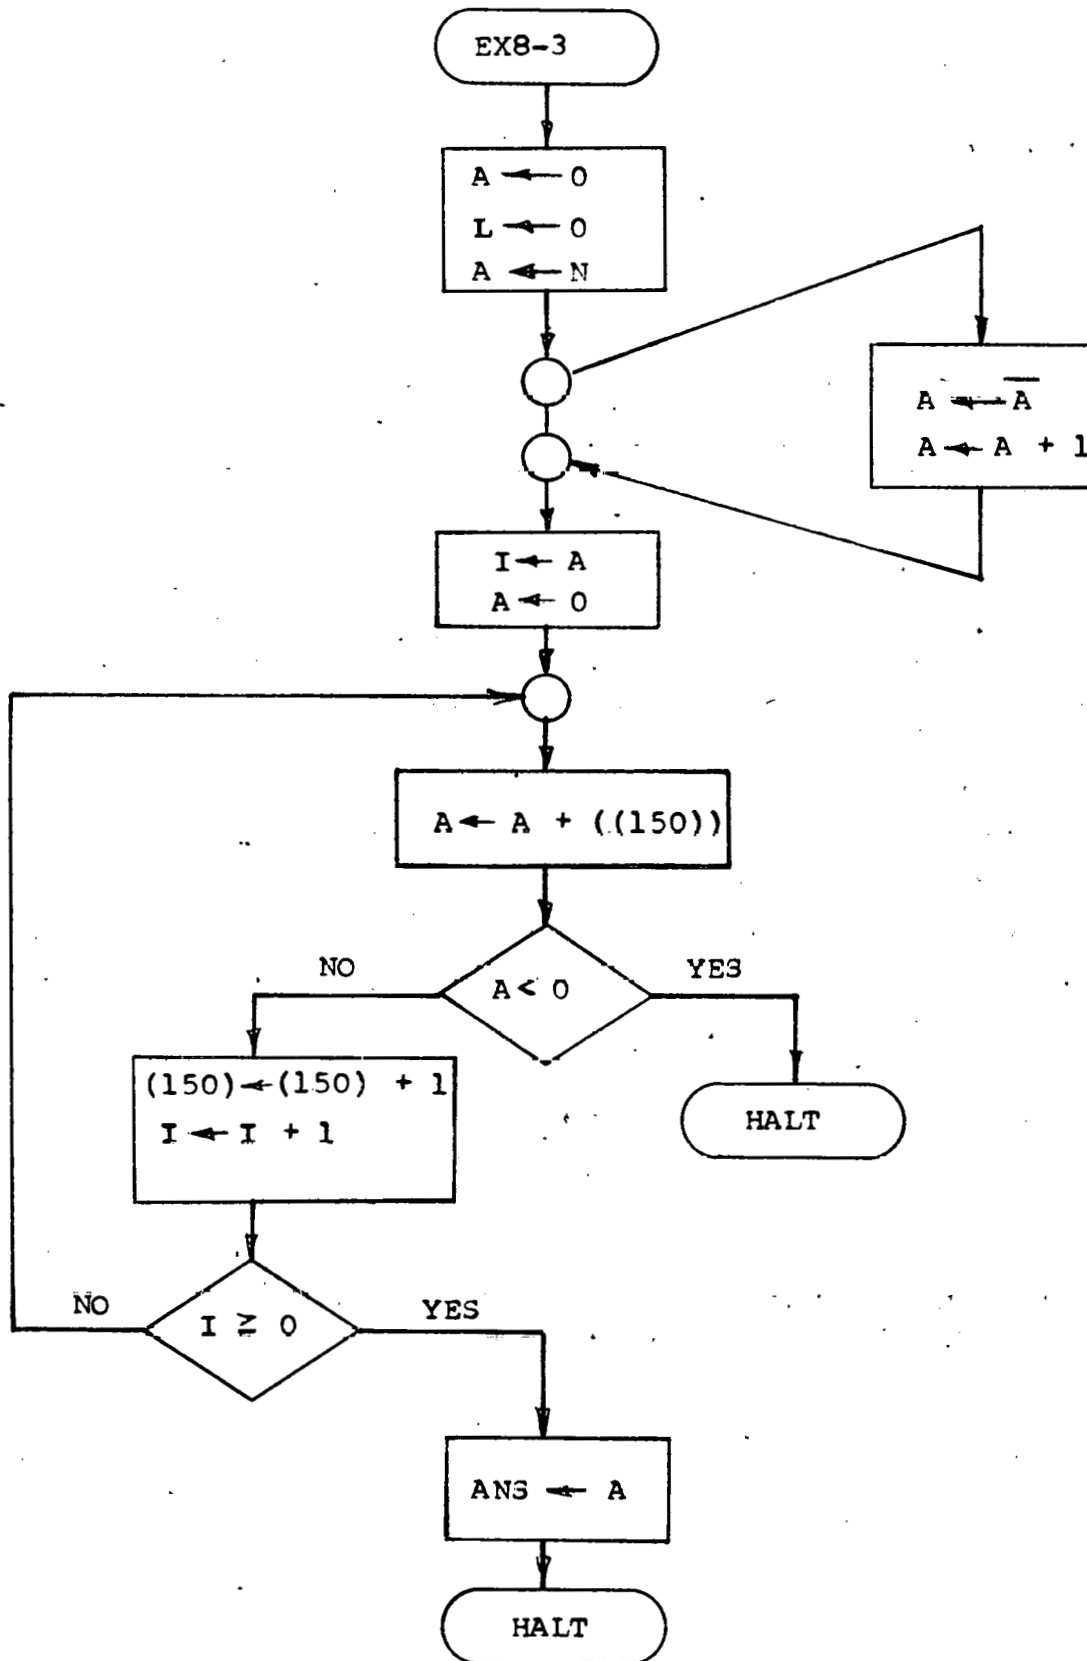 EX8-3
A ← 0
L ← 0
A ← N
A ← A̅
A ← A + 1
I ← A
A ← 0
A ← A + ((150))
A < 0
NO
YES
(150) ← (150) + 1
I ← I + 1
HALT
I ≧ 0
NO
YES
ANS ← A
HALT